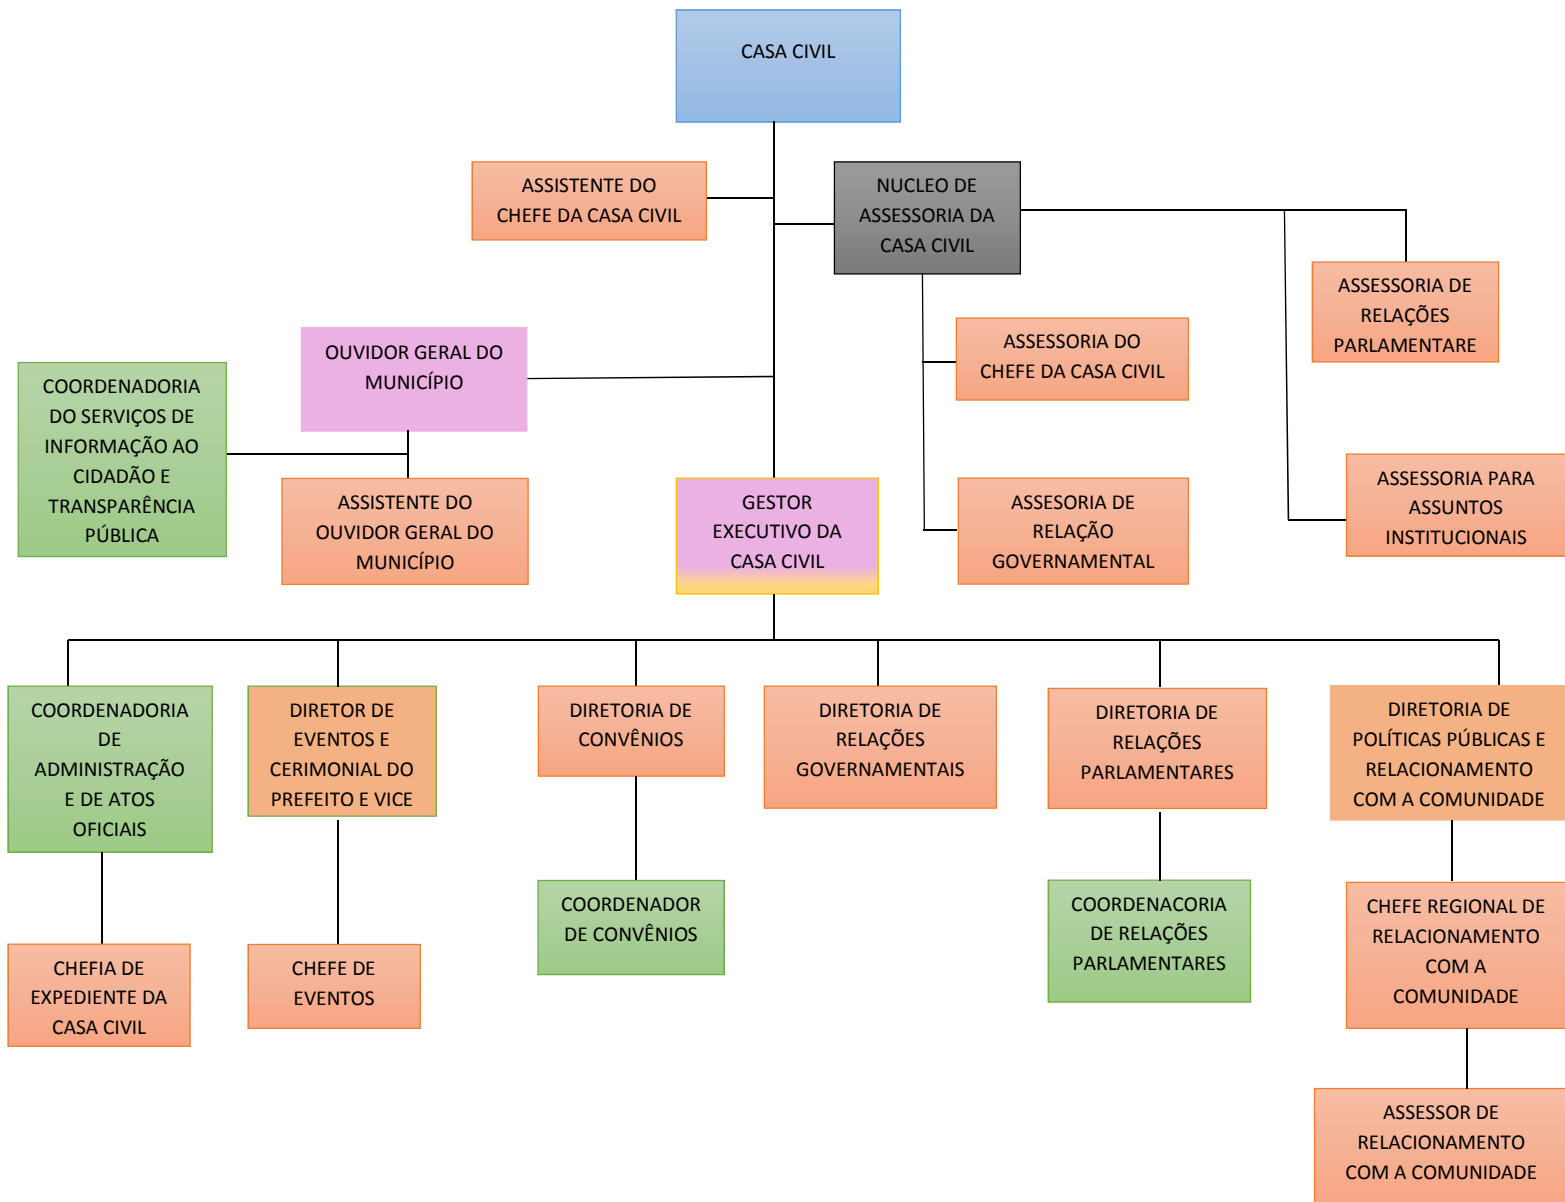 CASA CIVIL
ASSISTENTE DO
CHEFE DA CASA CIVIL
NUCLEO DE
ASSESSORIA DA
CASA CIVIL
ASSESSORIA DE
RELAÇÕES
PARLAMENTARE
ASSESSORIA DO
CHEFE DA CASA CIVIL
OUVIDOR GERAL DO
MUNICÍPIO
COORDENADORIA
DO SERVIÇOS DE
INFORMAÇÃO AO
CIDADÃO E
TRANSPARÊNCIA
PÚBLICA
ASSISTENTE DO
OUVIDOR GERAL DO
MUNICÍPIO
GESTOR
EXECUTIVO DA
CASA CIVIL
ASSESORIA DE
RELAÇÃO
GOVERNAMENTAL
ASSESSORIA PARA
ASSUNTOS
INSTITUCIONAIS
COORDENADORIA
DE
ADMINISTRAÇÃO
E DE ATOS
OFICIAIS
DIRETOR DE
EVENTOS E
CERIMONIAL DO
PREFEITO E VICE
DIRETORIA DE
CONVÊNIOS
DIRETORIA DE
RELAÇÕES
GOVERNAMENTAIS
DIRETORIA DE
RELAÇÕES
PARLAMENTARES
DIRETORIA DE
POLÍTICAS PÚBLICAS E
RELACIONAMENTO
COM A COMUNIDADE
CHEFIA DE
EXPEDIENTE DA
CASA CIVIL
CHEFE DE
EVENTOS
COORDENADOR
DE CONVÊNIOS
COORDENACORIA
DE RELAÇÕES
PARLAMENTARES
CHEFE REGIONAL DE
RELACIONAMENTO
COM A
COMUNIDADE
ASSESSOR DE
RELACIONAMENTO
COM A COMUNIDADE